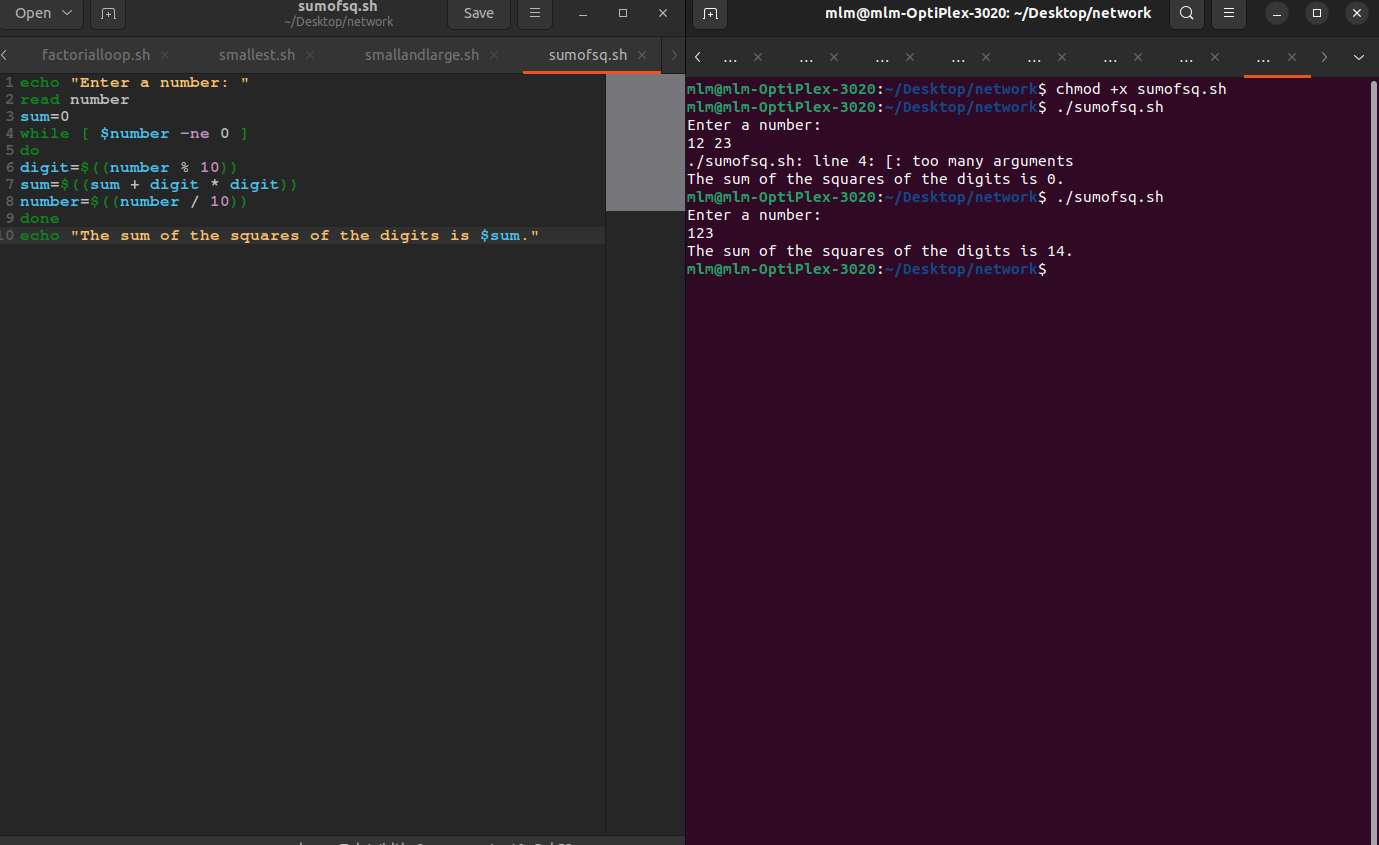 Open
sumofsq.sh
~/Desktop/network
Save
factorialloop.sh
smallest.sh
smallandlarge.sh
sumofsq.sh
1 echo "Enter a number: "
2 read number
3 sum=0
4 while [ $number -ne 0 ]
5 do
6 digit=$((number % 10))
7 sum=$((sum + digit * digit))
8 number=$((number / 10))
9 done
10 echo "The sum of the squares of the digits is $sum."
mlm@mlm-OptiPlex-3020: ~/Desktop/network
... ... ... ... ... ... ... ...
mlm@mlm-OptiPlex-3020:~/Desktop/network$ chmod +x sumofsq.sh
mlm@mlm-OptiPlex-3020:~/Desktop/network$ ./sumofsq.sh
Enter a number:
12 23
./sumofsq.sh: line 4: [: too many arguments
The sum of the squares of the digits is 0.
mlm@mlm-OptiPlex-3020:~/Desktop/network$ ./sumofsq.sh
Enter a number:
123
The sum of the squares of the digits is 14.
mlm@mlm-OptiPlex-3020:~/Desktop/network$